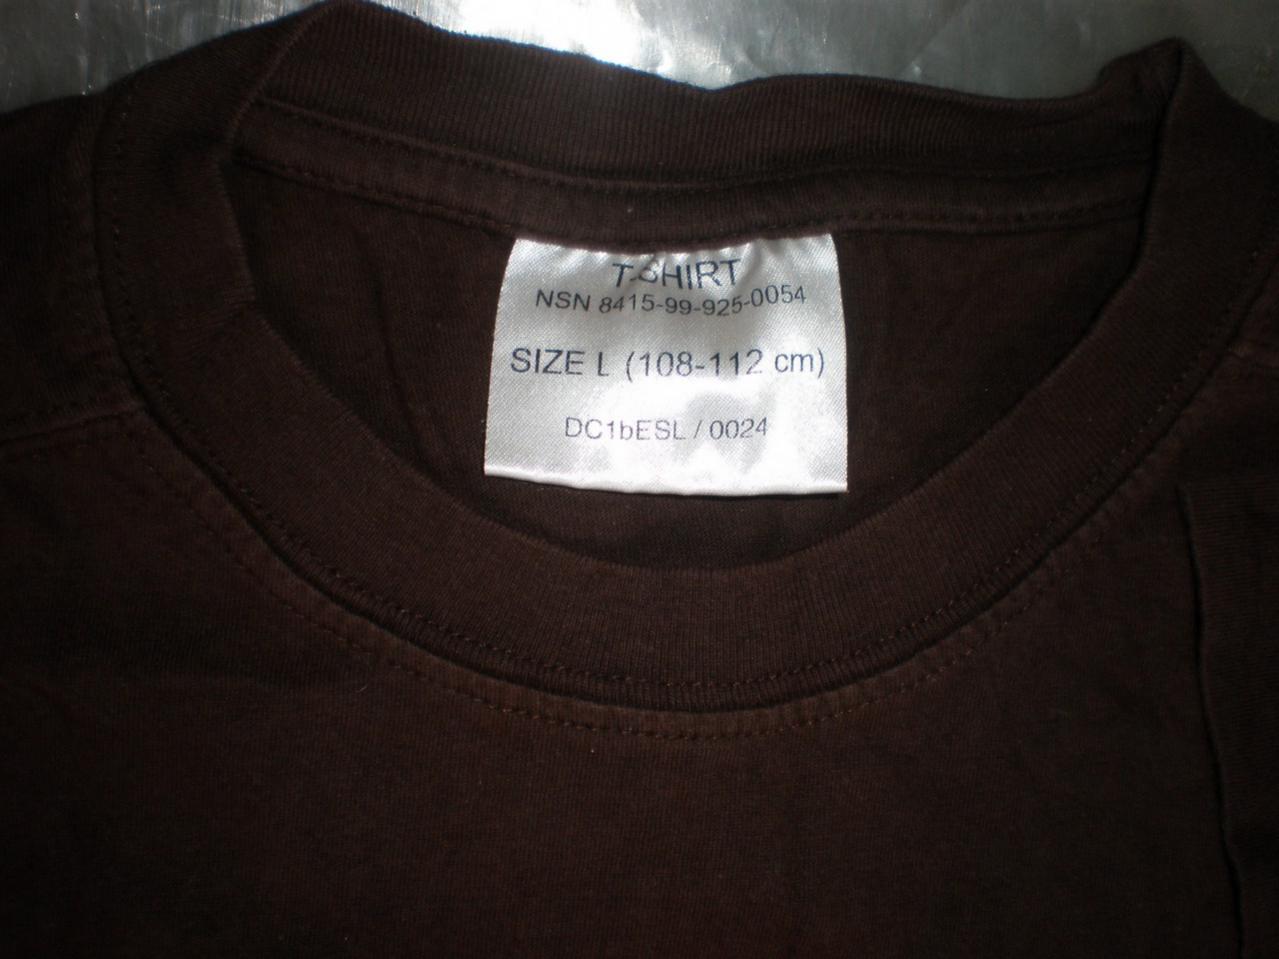 T-SHIRT
NSN 8415-99-925-0054
SIZE L (108-112 cm)
DC1bESL / 0024